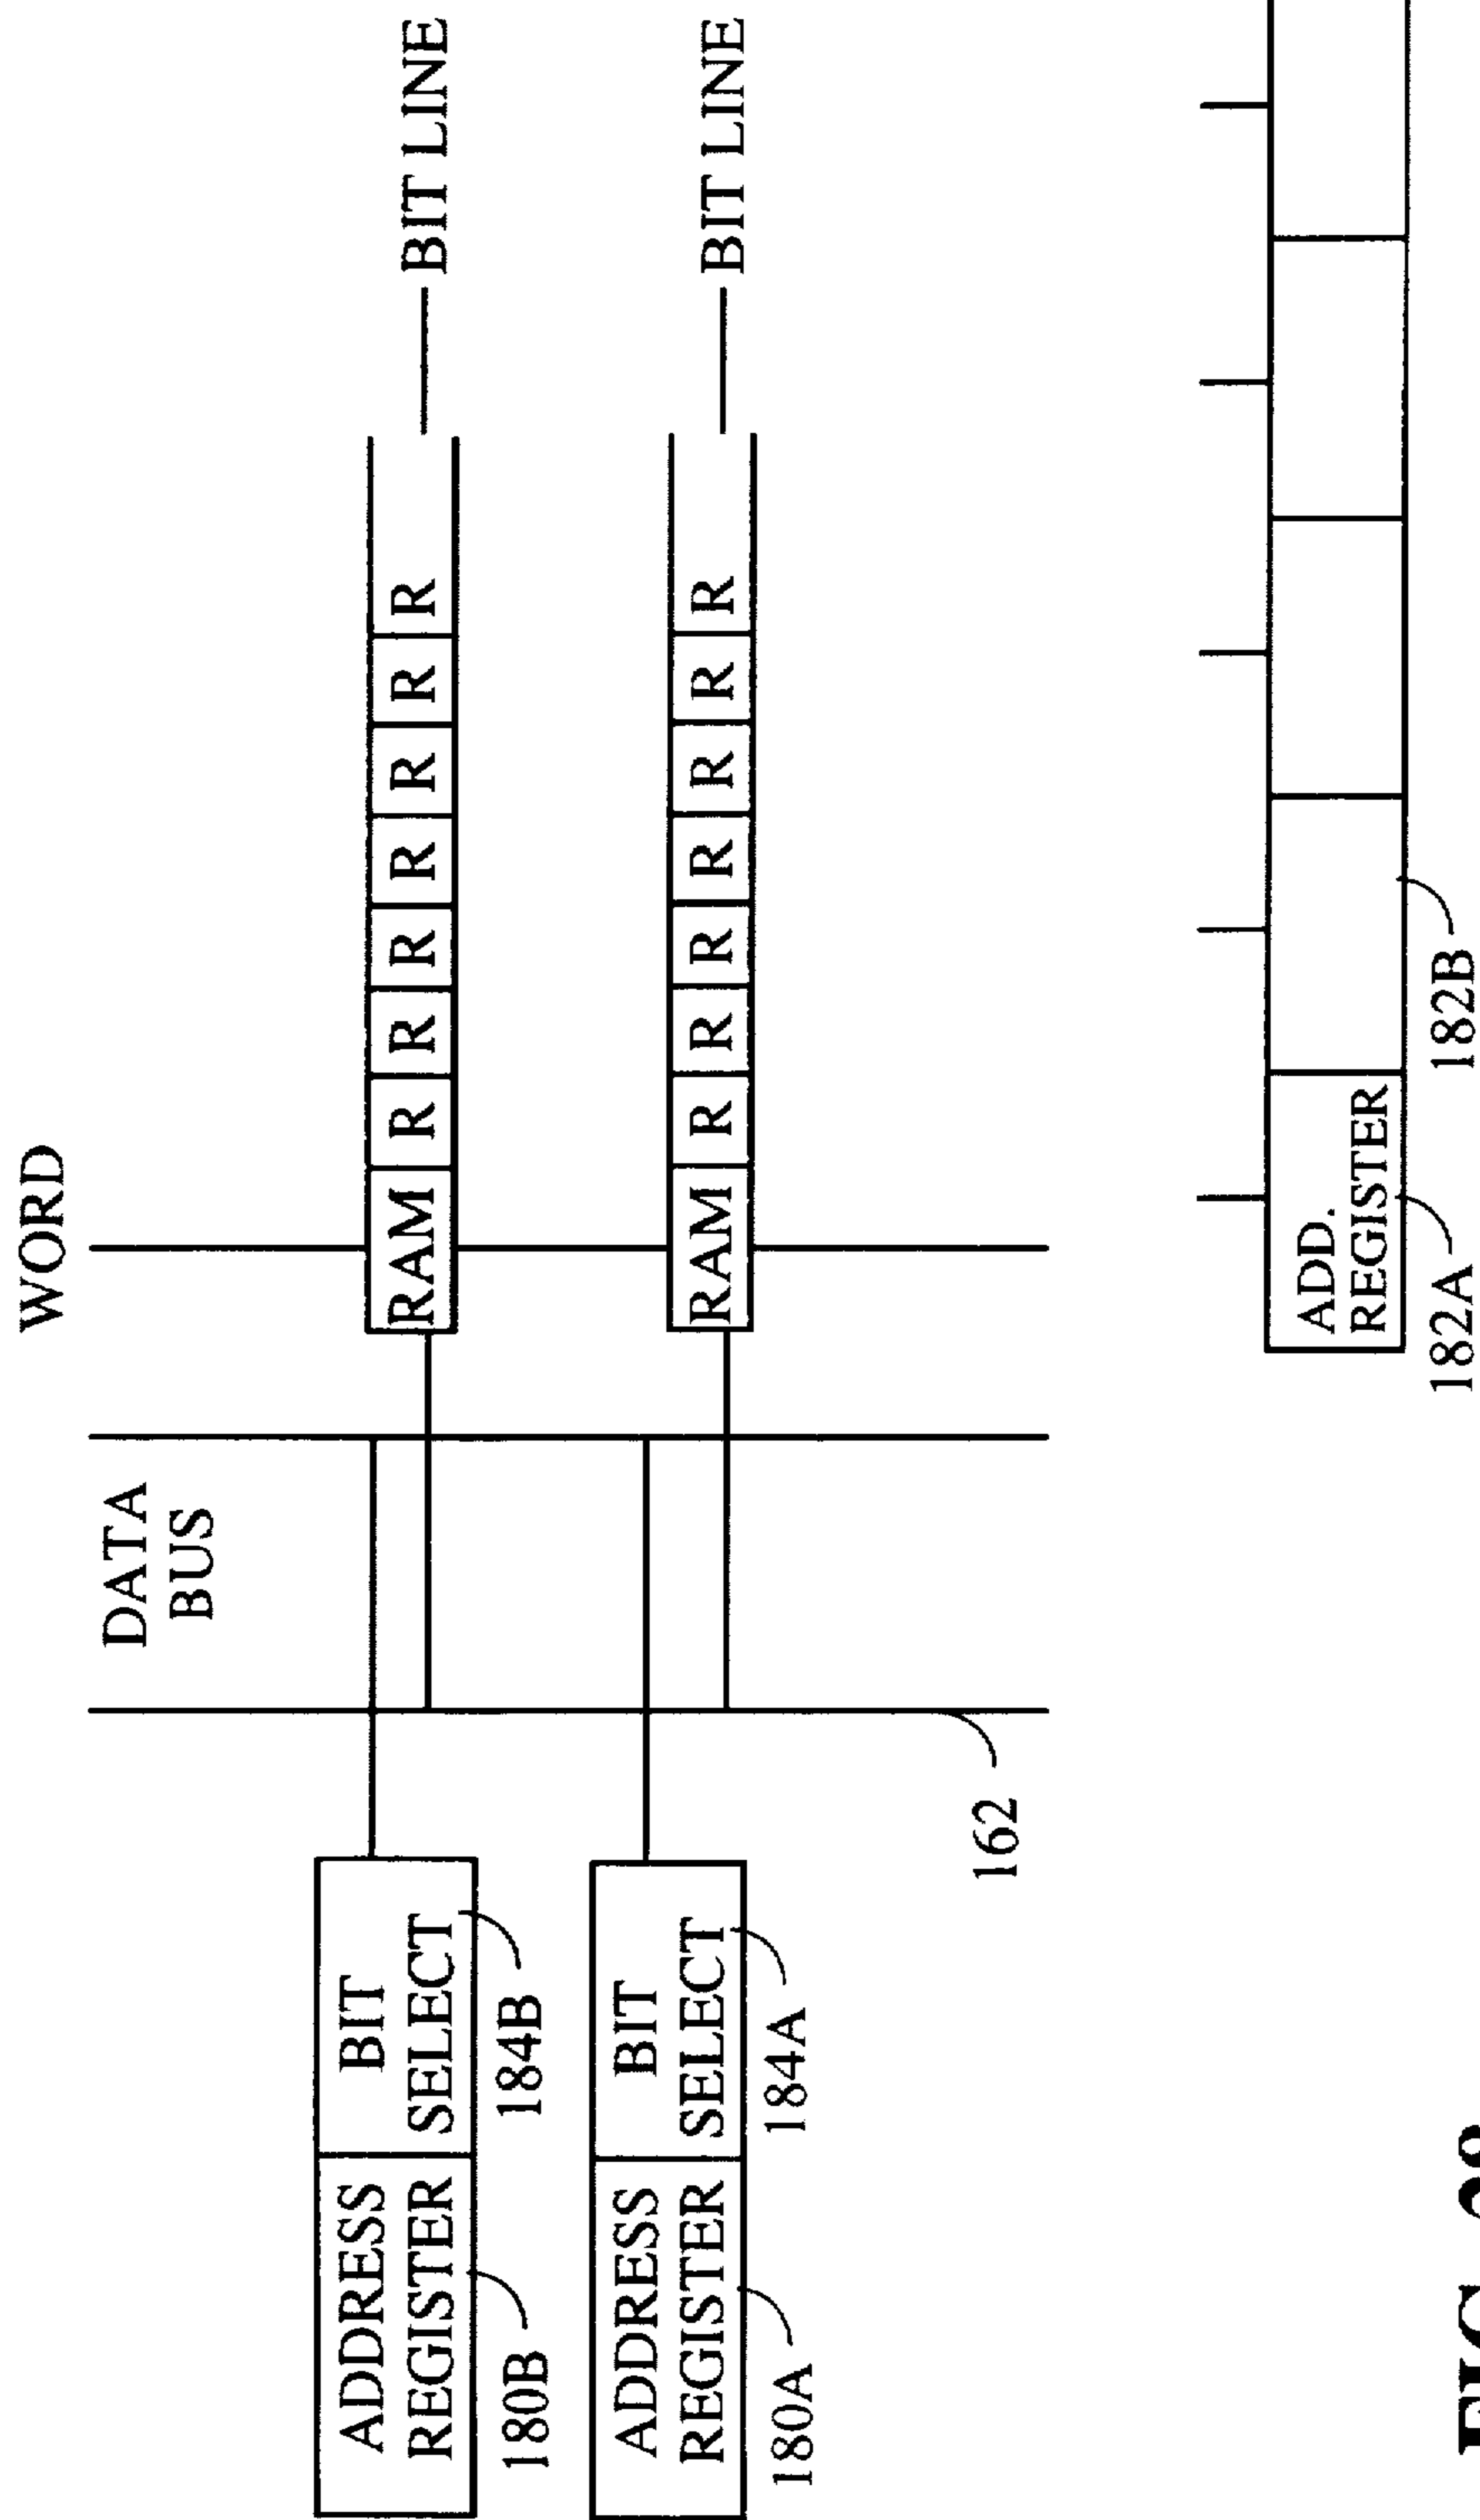 WORD
DATA
BUS
ADDRESS
REGISTER
BIT
SELECT
RAM R R R R R R R
BIT LINE
180B
184B
ADDRESS
REGISTER
BIT
SELECT
RAM R R R R R R R
BIT LINE
180A
184A
162
ADD.
REGISTER
182A
182B